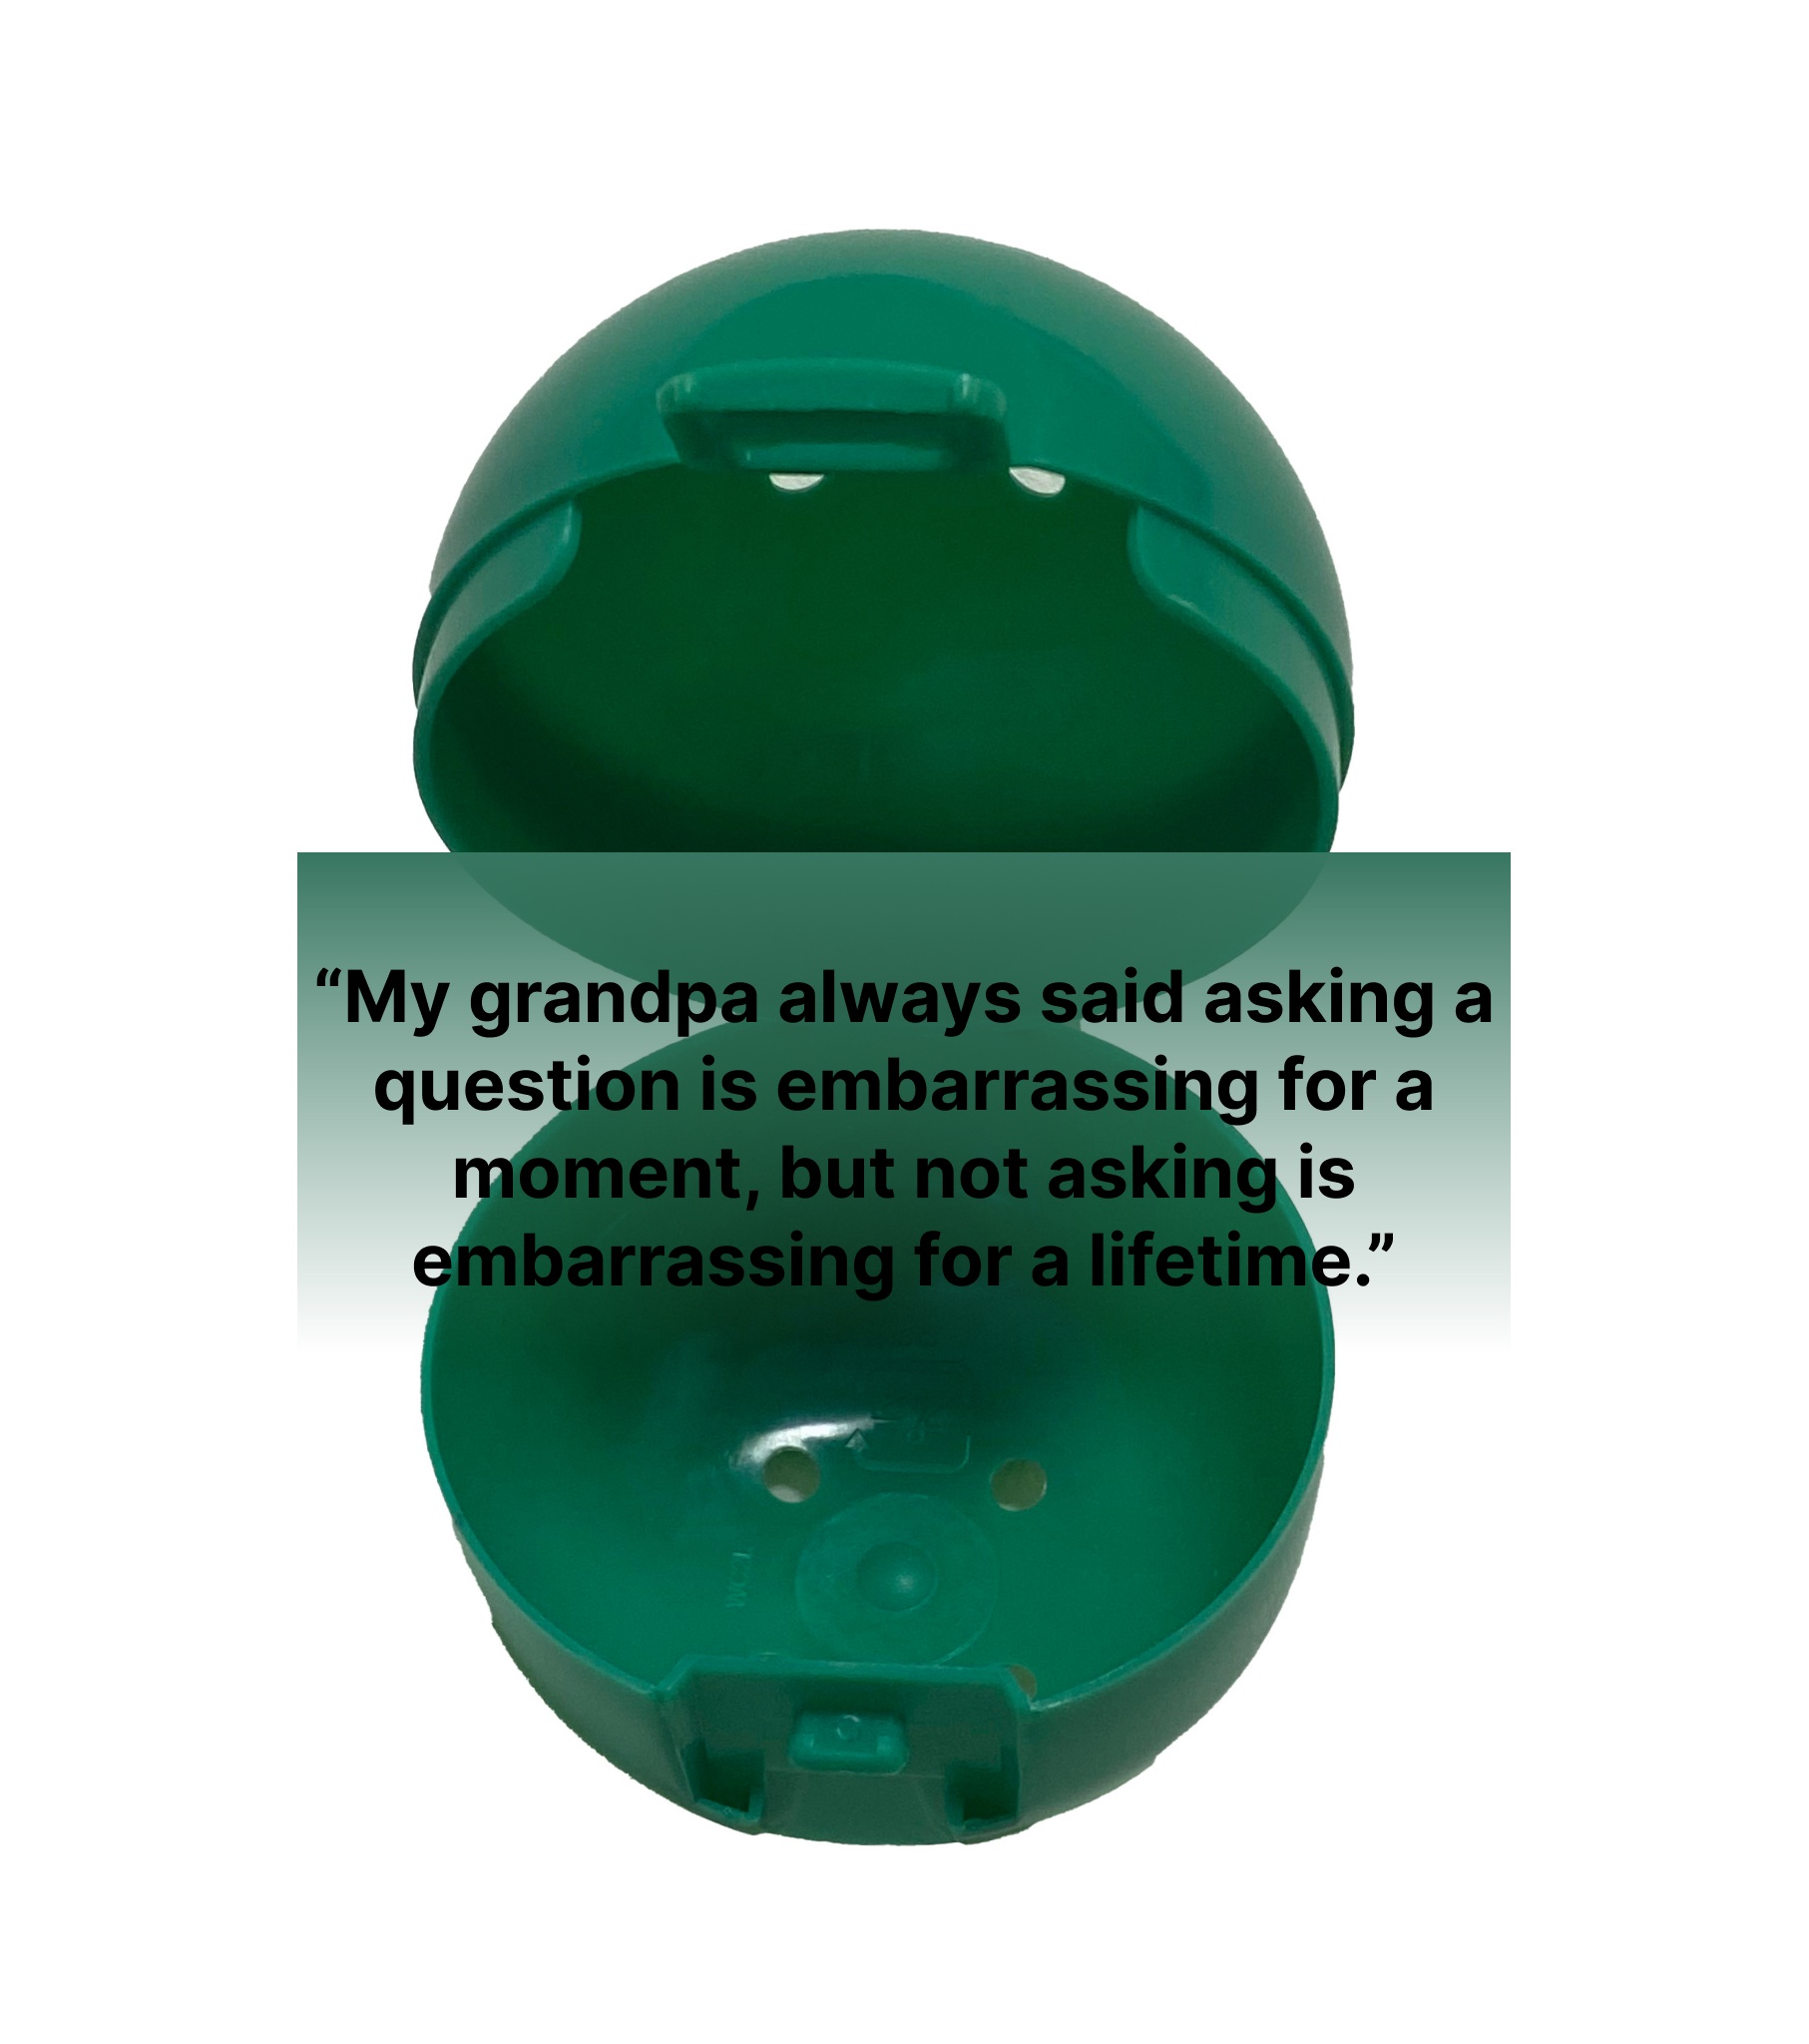 “My grandpa always said asking a
question is embarrassing for a
moment, but not asking is
embarrassing for a lifetime.”